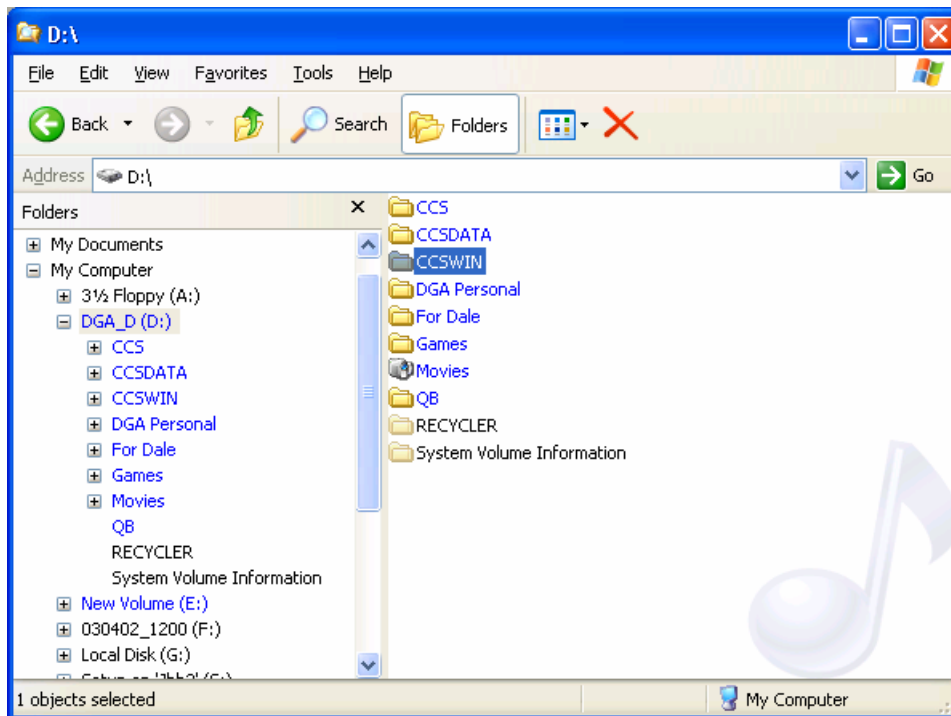 D:\
File Edit View Favorites Tools Help
Back Search Folders
Address D:\ Go
Folders
My Documents
My Computer
3½ Floppy (A:)
DGA_D (D:)
CCS
CCSDATA
CCSWIN
DGA Personal
For Dale
Games
Movies
QB
RECYCLER
System Volume Information
New Volume (E:)
030402_1200 (F:)
Local Disk (G:)
CCS
CCSDATA
CCSWIN
DGA Personal
For Dale
Games
Movies
QB
RECYCLER
System Volume Information
1 objects selected My Computer